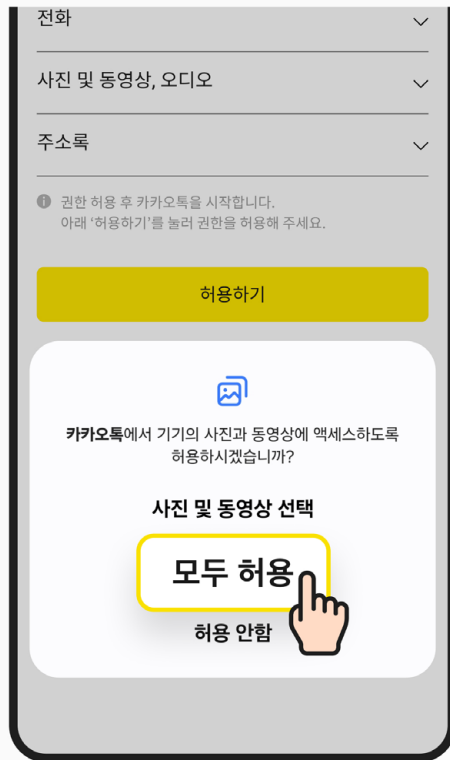 전화
사진 및 동영상, 오디오
주소록
권한 허용 후 카카오톡을 시작합니다.
아래 ‘허용하기’를 눌러 권한을 허용해 주세요.
허용하기
카카오톡에서 기기의 사진과 동영상에 액세스하도록
허용하시겠습니까?
사진 및 동영상 선택
모두 허용
허용 안함